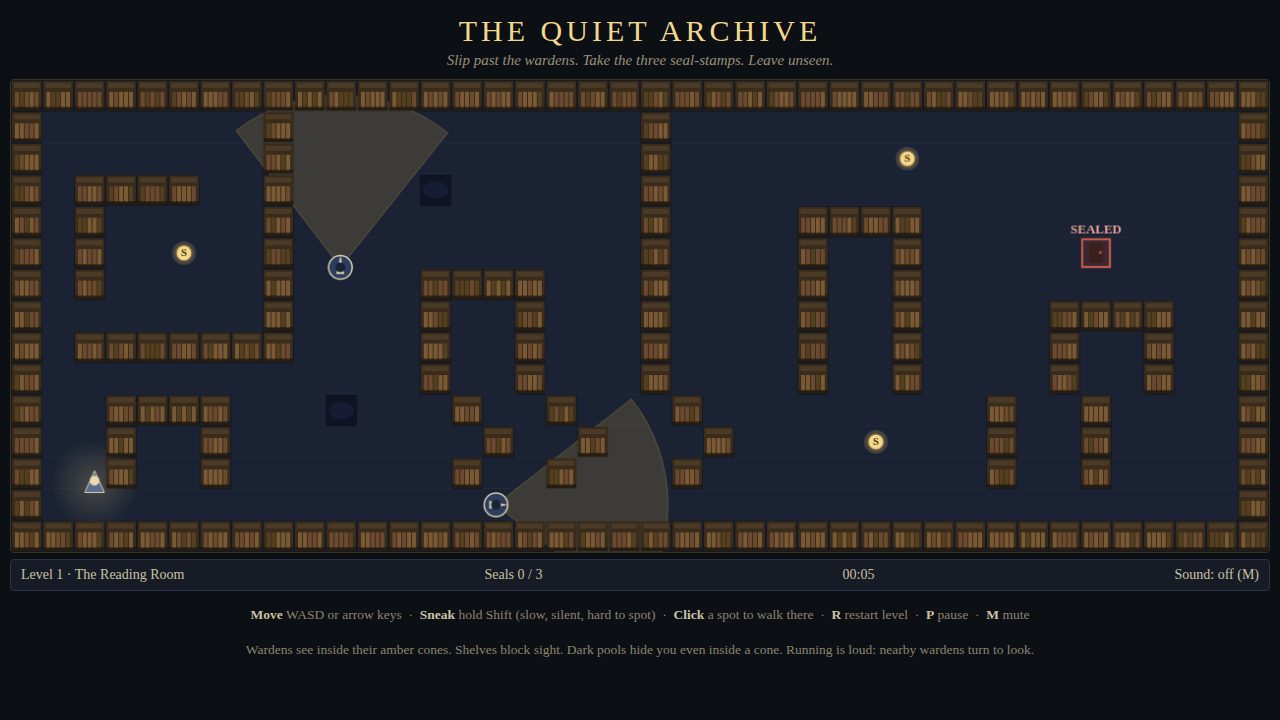 THE QUIET ARCHIVE
Slip past the wardens. Take the three seal-stamps. Leave unseen.
S
SEALED
S
S
Level 1 · The Reading Room
Seals 0 / 3
00:05
Sound: off (M)
Move WASD or arrow keys · Sneak hold Shift (slow, silent, hard to spot) · Click a spot to walk there · R restart level · P pause · M mute
Wardens see inside their amber cones. Shelves block sight. Dark pools hide you even inside a cone. Running is loud: nearby wardens turn to look.